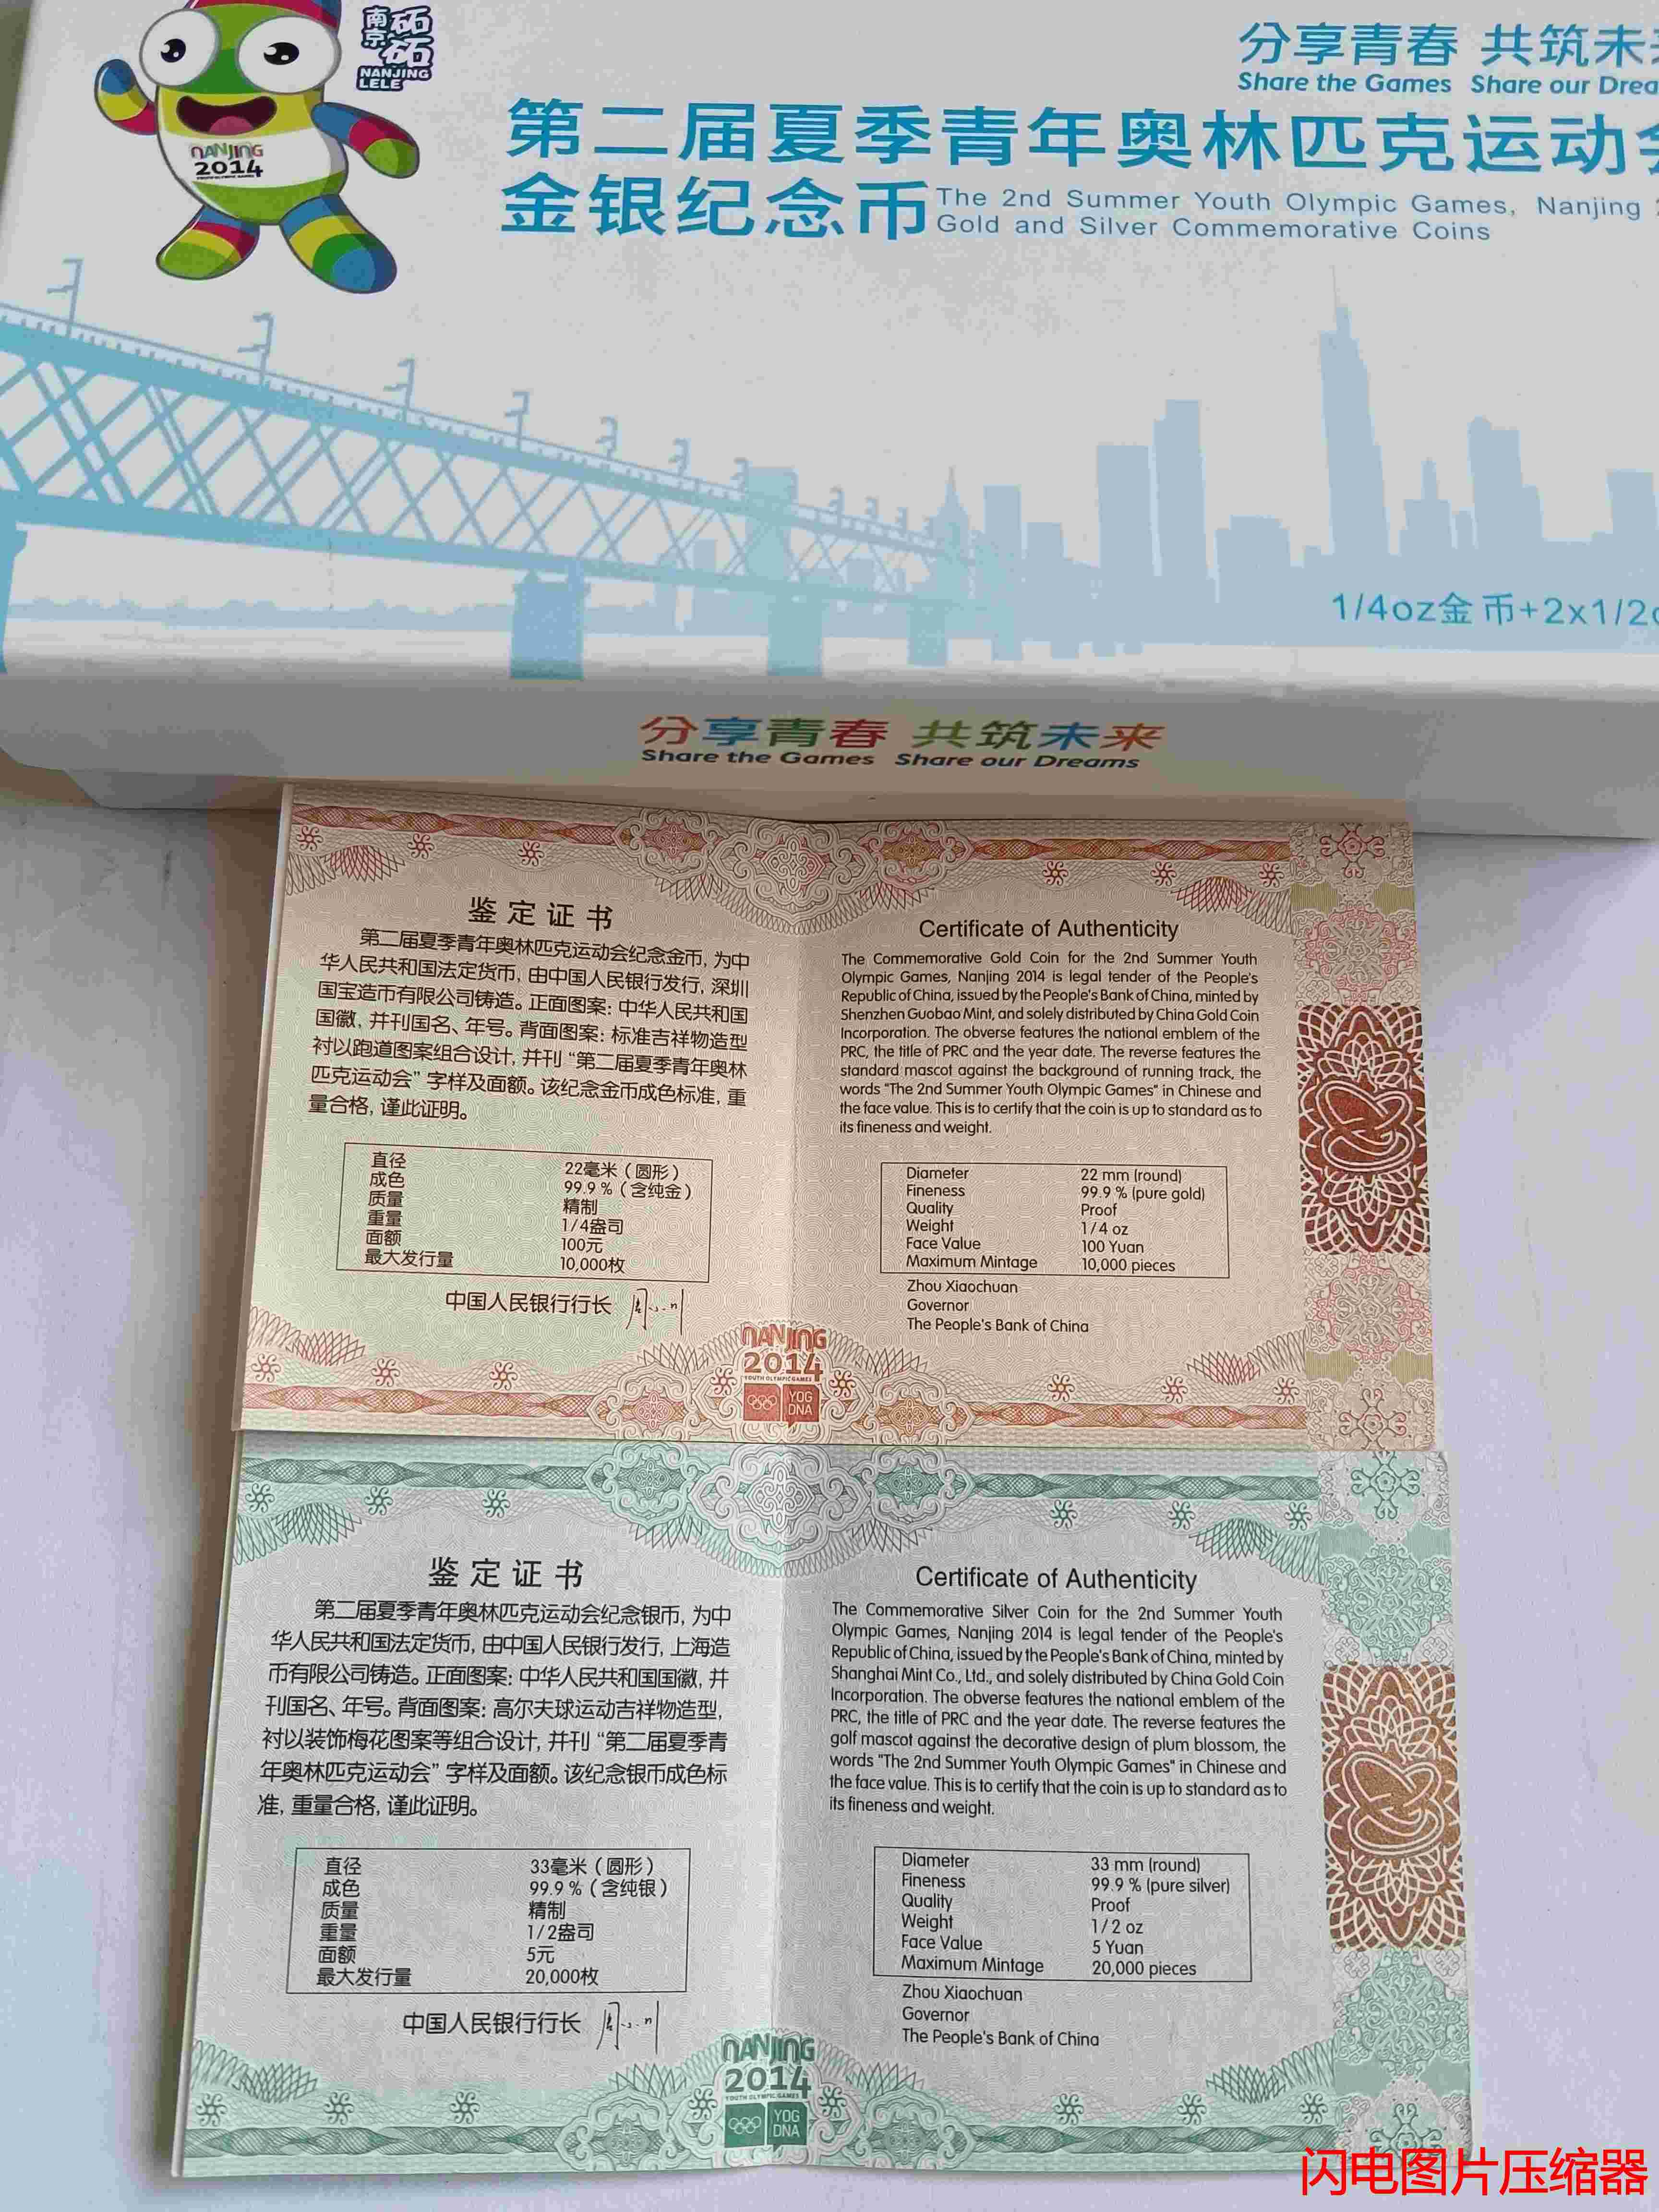 南京
砳砳
NANJING
LELE
NANJING
2014
分享青春 共筑未
Share the Games Share our Drea
第二届夏季青年奥林匹克运动会
金银纪念币
The 2nd Summer Youth Olympic Games, Nanjing
Gold and Silver Commemorative Coins
1/4oz金币+2x1/2
分享青春 共筑未来
Share the Games Share our Dreams
鉴定证书
第二届夏季青年奥林匹克运动会纪念金币，为中
华人民共和国法定货币，由中国人民银行发行，深圳
国宝造币有限公司铸造。正面图案：中华人民共和国
国徽，并刊国名、年号。背面图案：标准吉祥物造型
衬以跑道图案组合设计，并刊“第二届夏季青年奥林
匹克运动会”字样及面额。该纪念金币成色标准，重
量合格，谨此证明。
直径 22毫米（圆形）
成色 99.9%（含纯金）
质量 精制
重量 1/4盎司
面额 100元
最大发行量 10,000枚
中国人民银行行长
Certificate of Authenticity
The Commemorative Gold Coin for the 2nd Summer Youth
Olympic Games, Nanjing 2014 is legal tender of the People's
Republic of China, issued by the People's Bank of China, minted by
Shenzhen Guobao Mint, and solely distributed by China Gold Coin
Incorporation. The obverse features the national emblem of the
PRC, the title of PRC and the year date. The reverse features the
standard mascot against the background of running track, the
words "The 2nd Summer Youth Olympic Games" in Chinese and
the face value. This is to certify that the coin is up to standard as to
its fineness and weight.
Diameter 22 mm (round)
Fineness 99.9 % (pure gold)
Quality Proof
Weight 1/4 oz
Face Value 100 Yuan
Maximum Mintage 10,000 pieces
Zhou Xiaochuan
Governor
The People's Bank of China
NANJING
2014
YOUTH OLYMPIC GAMES
YOG
DNA
鉴定证书
第二届夏季青年奥林匹克运动会纪念银币，为中
华人民共和国法定货币，由中国人民银行发行，上海造
币有限公司铸造。正面图案：中华人民共和国国徽，并
刊国名、年号。背面图案：高尔夫球运动吉祥物造型，
衬以装饰梅花图案等组合设计，并刊“第二届夏季青
年奥林匹克运动会”字样及面额。该纪念银币成色标
准，重量合格，谨此证明。
直径 33毫米（圆形）
成色 99.9%（含纯银）
质量 精制
重量 1/2盎司
面额 5元
最大发行量 20,000枚
中国人民银行行长
Certificate of Authenticity
The Commemorative Silver Coin for the 2nd Summer Youth
Olympic Games, Nanjing 2014 is legal tender of the People's
Republic of China, issued by the People's Bank of China, minted by
Shanghai Mint Co., Ltd., and solely distributed by China Gold Coin
Incorporation. The obverse features the national emblem of the
PRC, the title of PRC and the year date. The reverse features the
golf mascot against the decorative design of plum blossom, the
words "The 2nd Summer Youth Olympic Games" in Chinese and
the face value. This is to certify that the coin is up to standard as to
its fineness and weight.
Diameter 33 mm (round)
Fineness 99.9 % (pure silver)
Quality Proof
Weight 1/2 oz
Face Value 5 Yuan
Maximum Mintage 20,000 pieces
Zhou Xiaochuan
Governor
The People's Bank of China
NANJING
2014
YOUTH OLYMPIC GAMES
YOG
DNA
闪电图片压缩器